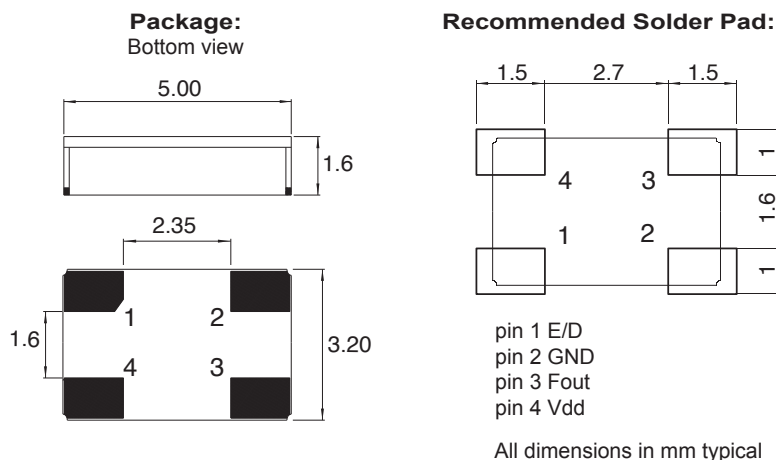 Package:
Bottom view
5.00
1.6
2.35
1 2
1.6
4 3
3.20
Recommended Solder Pad:
1.5 2.7 1.5
4 3
1
1.6
1 2
1
pin 1 E/D
pin 2 GND
pin 3 Fout
pin 4 Vdd
All dimensions in mm typical